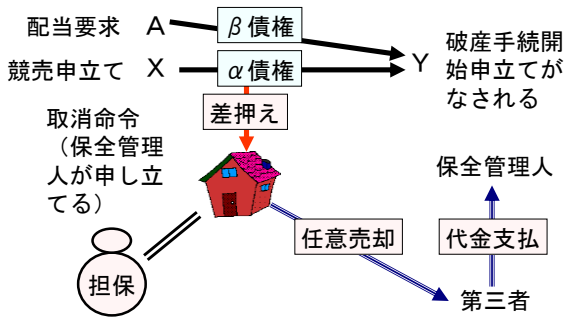 配当要求 A β債権
競売申立て X α債権 Y
破産手続開
始申立てが
なされる
差押え
取消命令
（保全管理
人が申し立
てる）
保全管理人
任意売却
代金支払
担保
第三者